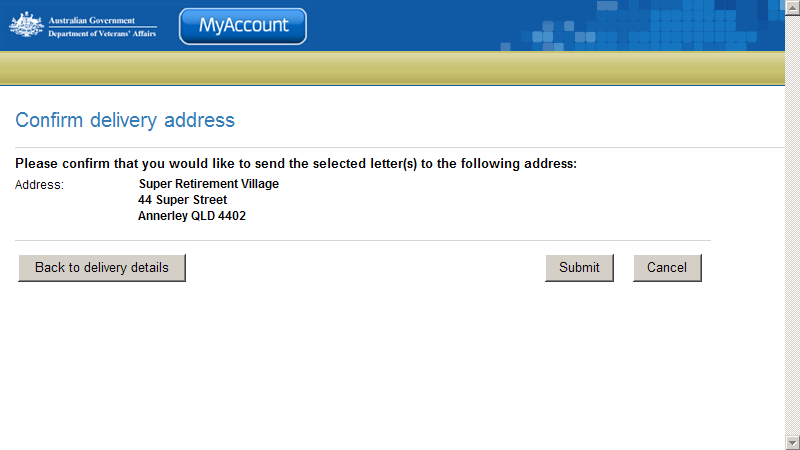 Australian Government
Department of Veterans' Affairs
MyAccount
Confirm delivery address
Please confirm that you would like to send the selected letter(s) to the following address:
Address: Super Retirement Village
44 Super Street
Annerley QLD 4402
Back to delivery details Submit Cancel